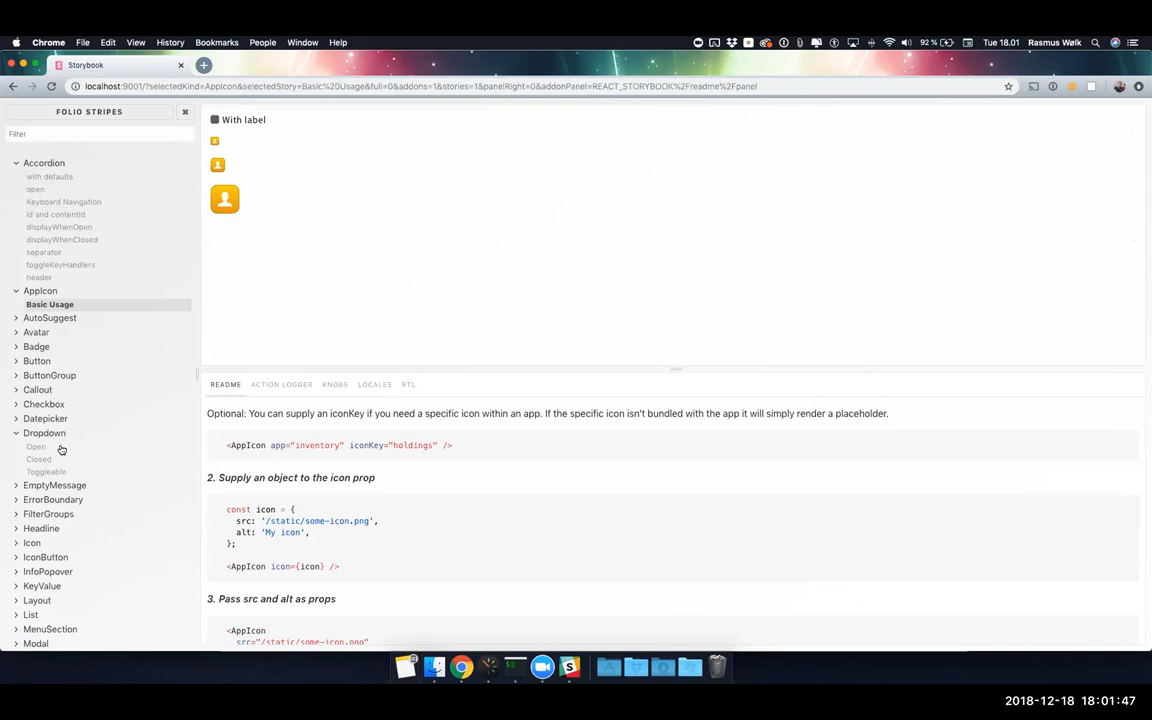 Chrome File Edit View History Bookmarks People Window Help 92 % Tue 18.01 Rasmus Wølk
Storybook
localhost:9001/?selectedKind=AppIcon&selectedStory=Basic%20Usage&full=0&addons=1&stories=1&panelRight=0&addonPanel=REACT_STORYBOOK%2Freadme%2Fpanel
FOLIO STRIPES
Filter
Accordion
with defaults
open
Keyboard Navigation
id and contentId
displayWhenOpen
displayWhenClosed
separator
toggleKeyHandlers
header
AppIcon
Basic Usage
AutoSuggest
Avatar
Badge
Button
ButtonGroup
Callout
Checkbox
Datepicker
Dropdown
Open
Closed
Toggleable
EmptyMessage
ErrorBoundary
FilterGroups
Headline
Icon
IconButton
InfoPopover
KeyValue
Layout
List
MenuSection
Modal
With label
README ACTION LOGGER KNOBS LOCALES RTL
Optional: You can supply an iconKey if you need a specific icon within an app. If the specific icon isn't bundled with the app it will simply render a placeholder.
<AppIcon app="inventory" iconKey="holdings" />
2. Supply an object to the icon prop
const icon = {
src: '/static/some-icon.png',
alt: 'My icon',
};
<AppIcon icon={icon} />
3. Pass src and alt as props
<AppIcon
src="/static/some-icon.png"
2018-12-18 18:01:47